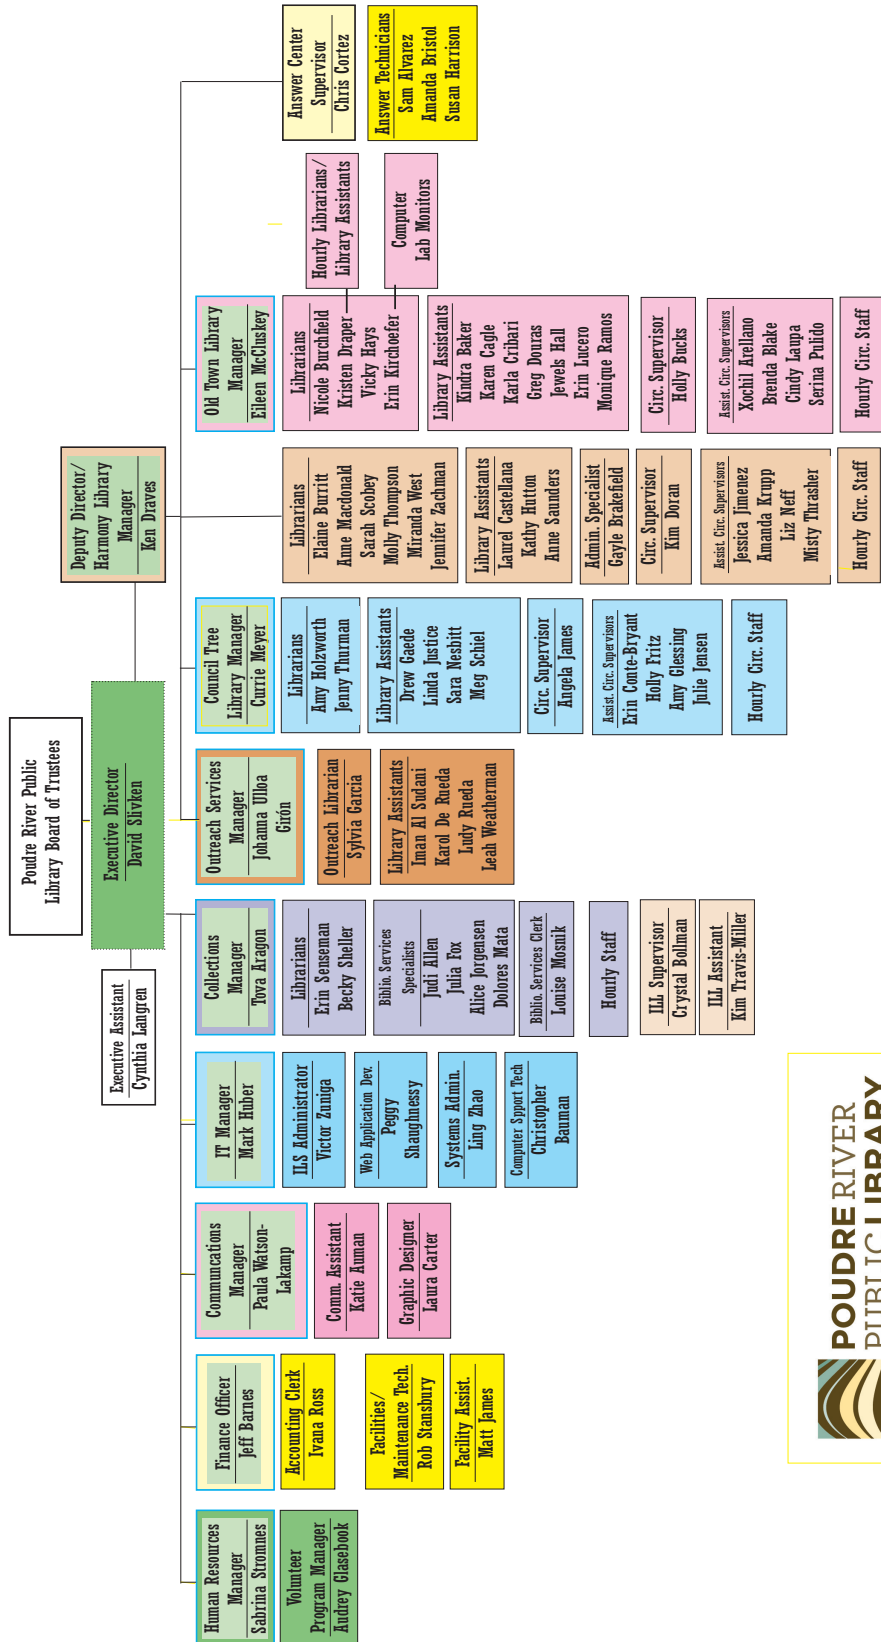 Poudre River Public
Library Board of Trustees
Executive Director
David Slivken
Executive Assistant
Cynthia Langren
Deputy Director/
Harmony Library
Manager
Ken Draves
Human Resources
Manager
Sabrina Stromnes
Volunteer
Program Manager
Audrey Glasebook
Finance Officer
Jeff Barnes
Accounting Clerk
Ivana Ross
Facilities/
Maintenance Tech.
Rob Stansbury
Facility Assist.
Matt James
Communcations
Manager
Paula Watson-
Lakamp
Comm. Assistant
Katie Auman
Graphic Designer
Laura Carter
IT Manager
Mark Huber
ILS Administrator
Victor Zuniga
Web Application Dev.
Peggy
Shaughnessy
Systems Admin.
Ling Zhao
Computer Spport Tech
Christopher
Bauman
Collections
Manager
Tova Aragon
Librarians
Erin Senseman
Becky Sheller
Biblio. Services
Specialists
Judi Allen
Julia Fox
Alice Jorgensen
Dolores Mata
Biblio. Services Clerk
Louise Mosnik
Hourly Staff
ILL Supervisor
Crystal Bollman
ILL Assistant
Kim Travis-Miller
Outreach Services
Manager
Johanna Ulloa
Girón
Outreach Librarian
Sylvia Garcia
Library Assistants
Iman Al Sudani
Karol De Rueda
Ludy Rueda
Leah Weatherman
Council Tree
Library Manager
Currie Meyer
Librarians
Amy Holzworth
Jenny Thurman
Library Assistants
Drew Gaede
Linda Justice
Sara Nesbitt
Meg Schiel
Circ. Supervisor
Angela James
Assist. Circ. Supervisors
Erin Conte-Bryant
Holly Fritz
Amy Glessing
Julie Jensen
Hourly Circ. Staff
Librarians
Elaine Burritt
Anne Macdonald
Sarah Scobey
Molly Thompson
Miranda West
Jennifer Zachman
Library Assistants
Laurel Castellana
Kathy Hutton
Anne Saunders
Admin. Specialist
Gayle Brakefield
Circ. Supervisor
Kim Doran
Assist. Circ. Supervisors
Jessica Jimenez
Amanda Krupp
Liz Neff
Misty Thrasher
Hourly Circ. Staff
Old Town Library
Manager
Eileen McCluskey
Librarians
Nicole Burchfield
Kristen Draper
Vicky Hays
Erin Kirchoefer
Library Assistants
Kindra Baker
Karen Cagle
Karla Cribari
Greg Douras
Jewels Hall
Erin Lucero
Monique Ramos
Circ. Supervisor
Holly Bucks
Assist. Circ. Supervisors
Xochil Arellano
Brenda Blake
Cindy Laupa
Serina Pulido
Hourly Circ. Staff
Hourly Librarians/
Library Assistants
Computer
Lab Monitors
Answer Center
Supervisor
Chris Cortez
Answer Technicians
Sam Alvarez
Amanda Bristol
Susan Harrison
POUDRE RIVER
PUBLIC LIBRARY